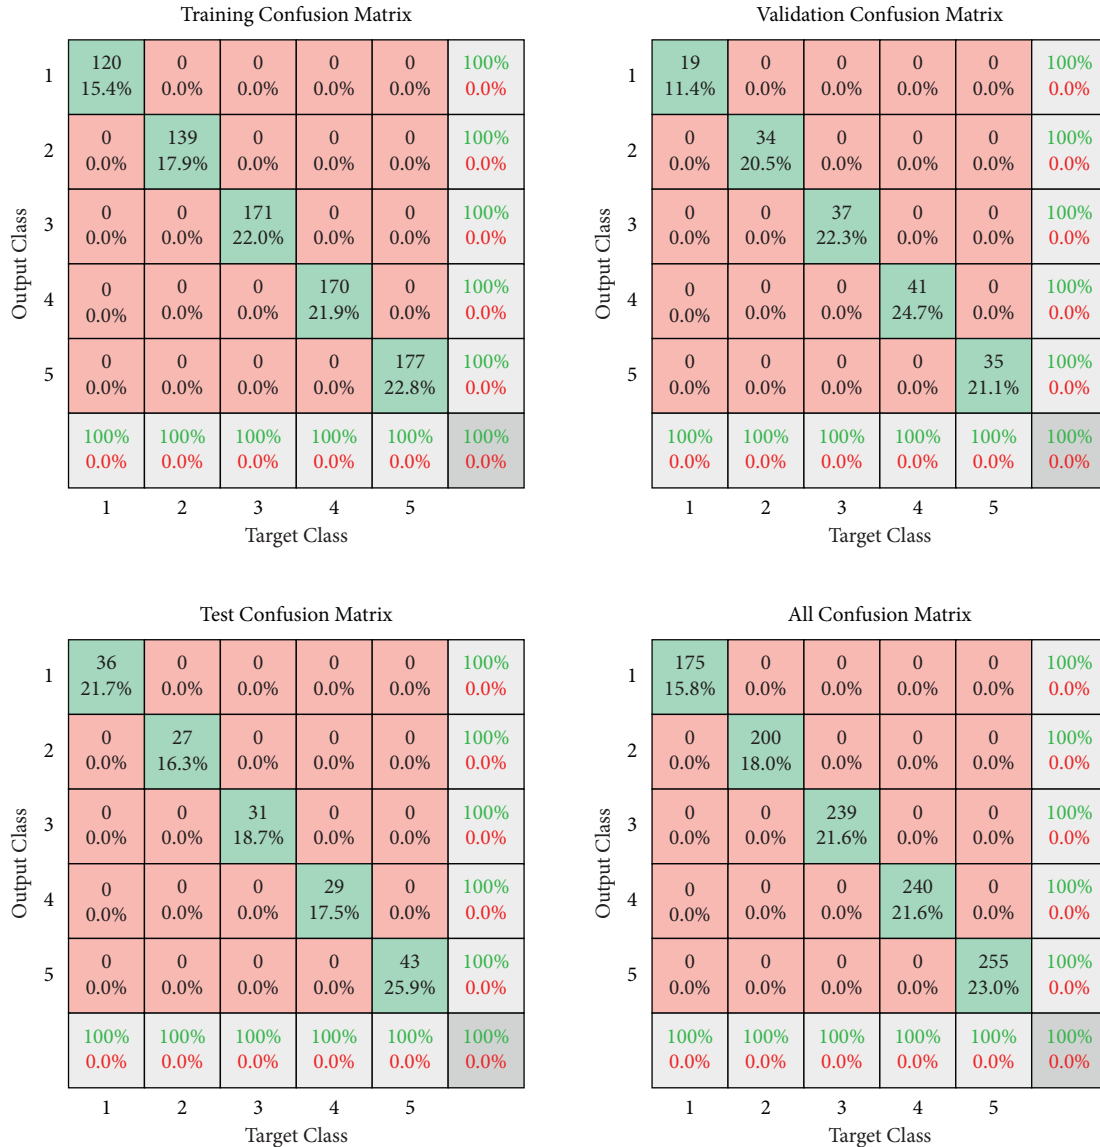 Training Confusion Matrix
Output Class
1 120 0 0 0 0 100%
15.4% 0.0% 0.0% 0.0% 0.0% 0.0%
2 0 139 0 0 0 100%
0.0% 17.9% 0.0% 0.0% 0.0% 0.0%
3 0 0 171 0 0 100%
0.0% 0.0% 22.0% 0.0% 0.0% 0.0%
4 0 0 0 170 0 100%
0.0% 0.0% 0.0% 21.9% 0.0% 0.0%
5 0 0 0 0 177 100%
0.0% 0.0% 0.0% 0.0% 22.8% 0.0%
100% 100% 100% 100% 100% 100%
0.0% 0.0% 0.0% 0.0% 0.0% 0.0%
1 2 3 4 5
Target Class
Validation Confusion Matrix
Output Class
1 19 0 0 0 0 100%
11.4% 0.0% 0.0% 0.0% 0.0% 0.0%
2 0 34 0 0 0 100%
0.0% 20.5% 0.0% 0.0% 0.0% 0.0%
3 0 0 37 0 0 100%
0.0% 0.0% 22.3% 0.0% 0.0% 0.0%
4 0 0 0 41 0 100%
0.0% 0.0% 0.0% 24.7% 0.0% 0.0%
5 0 0 0 0 35 100%
0.0% 0.0% 0.0% 0.0% 21.1% 0.0%
100% 100% 100% 100% 100% 100%
0.0% 0.0% 0.0% 0.0% 0.0% 0.0%
1 2 3 4 5
Target Class
Test Confusion Matrix
Output Class
1 36 0 0 0 0 100%
21.7% 0.0% 0.0% 0.0% 0.0% 0.0%
2 0 27 0 0 0 100%
0.0% 16.3% 0.0% 0.0% 0.0% 0.0%
3 0 0 31 0 0 100%
0.0% 0.0% 18.7% 0.0% 0.0% 0.0%
4 0 0 0 29 0 100%
0.0% 0.0% 0.0% 17.5% 0.0% 0.0%
5 0 0 0 0 43 100%
0.0% 0.0% 0.0% 0.0% 25.9% 0.0%
100% 100% 100% 100% 100% 100%
0.0% 0.0% 0.0% 0.0% 0.0% 0.0%
1 2 3 4 5
Target Class
All Confusion Matrix
Output Class
1 175 0 0 0 0 100%
15.8% 0.0% 0.0% 0.0% 0.0% 0.0%
2 0 200 0 0 0 100%
0.0% 18.0% 0.0% 0.0% 0.0% 0.0%
3 0 0 239 0 0 100%
0.0% 0.0% 21.6% 0.0% 0.0% 0.0%
4 0 0 0 240 0 100%
0.0% 0.0% 0.0% 21.6% 0.0% 0.0%
5 0 0 0 0 255 100%
0.0% 0.0% 0.0% 0.0% 23.0% 0.0%
100% 100% 100% 100% 100% 100%
0.0% 0.0% 0.0% 0.0% 0.0% 0.0%
1 2 3 4 5
Target Class